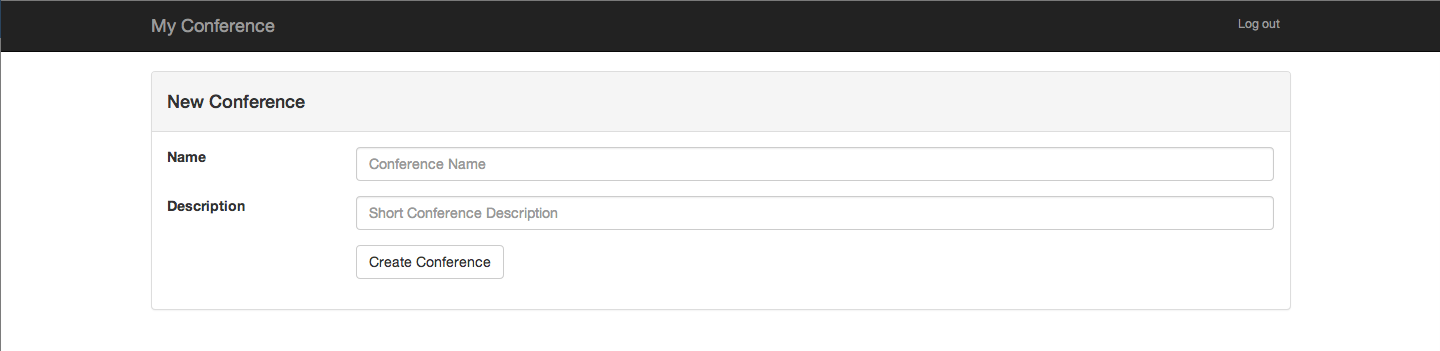 My Conference
Log out
New Conference
Name
Conference Name
Description
Short Conference Description
Create Conference